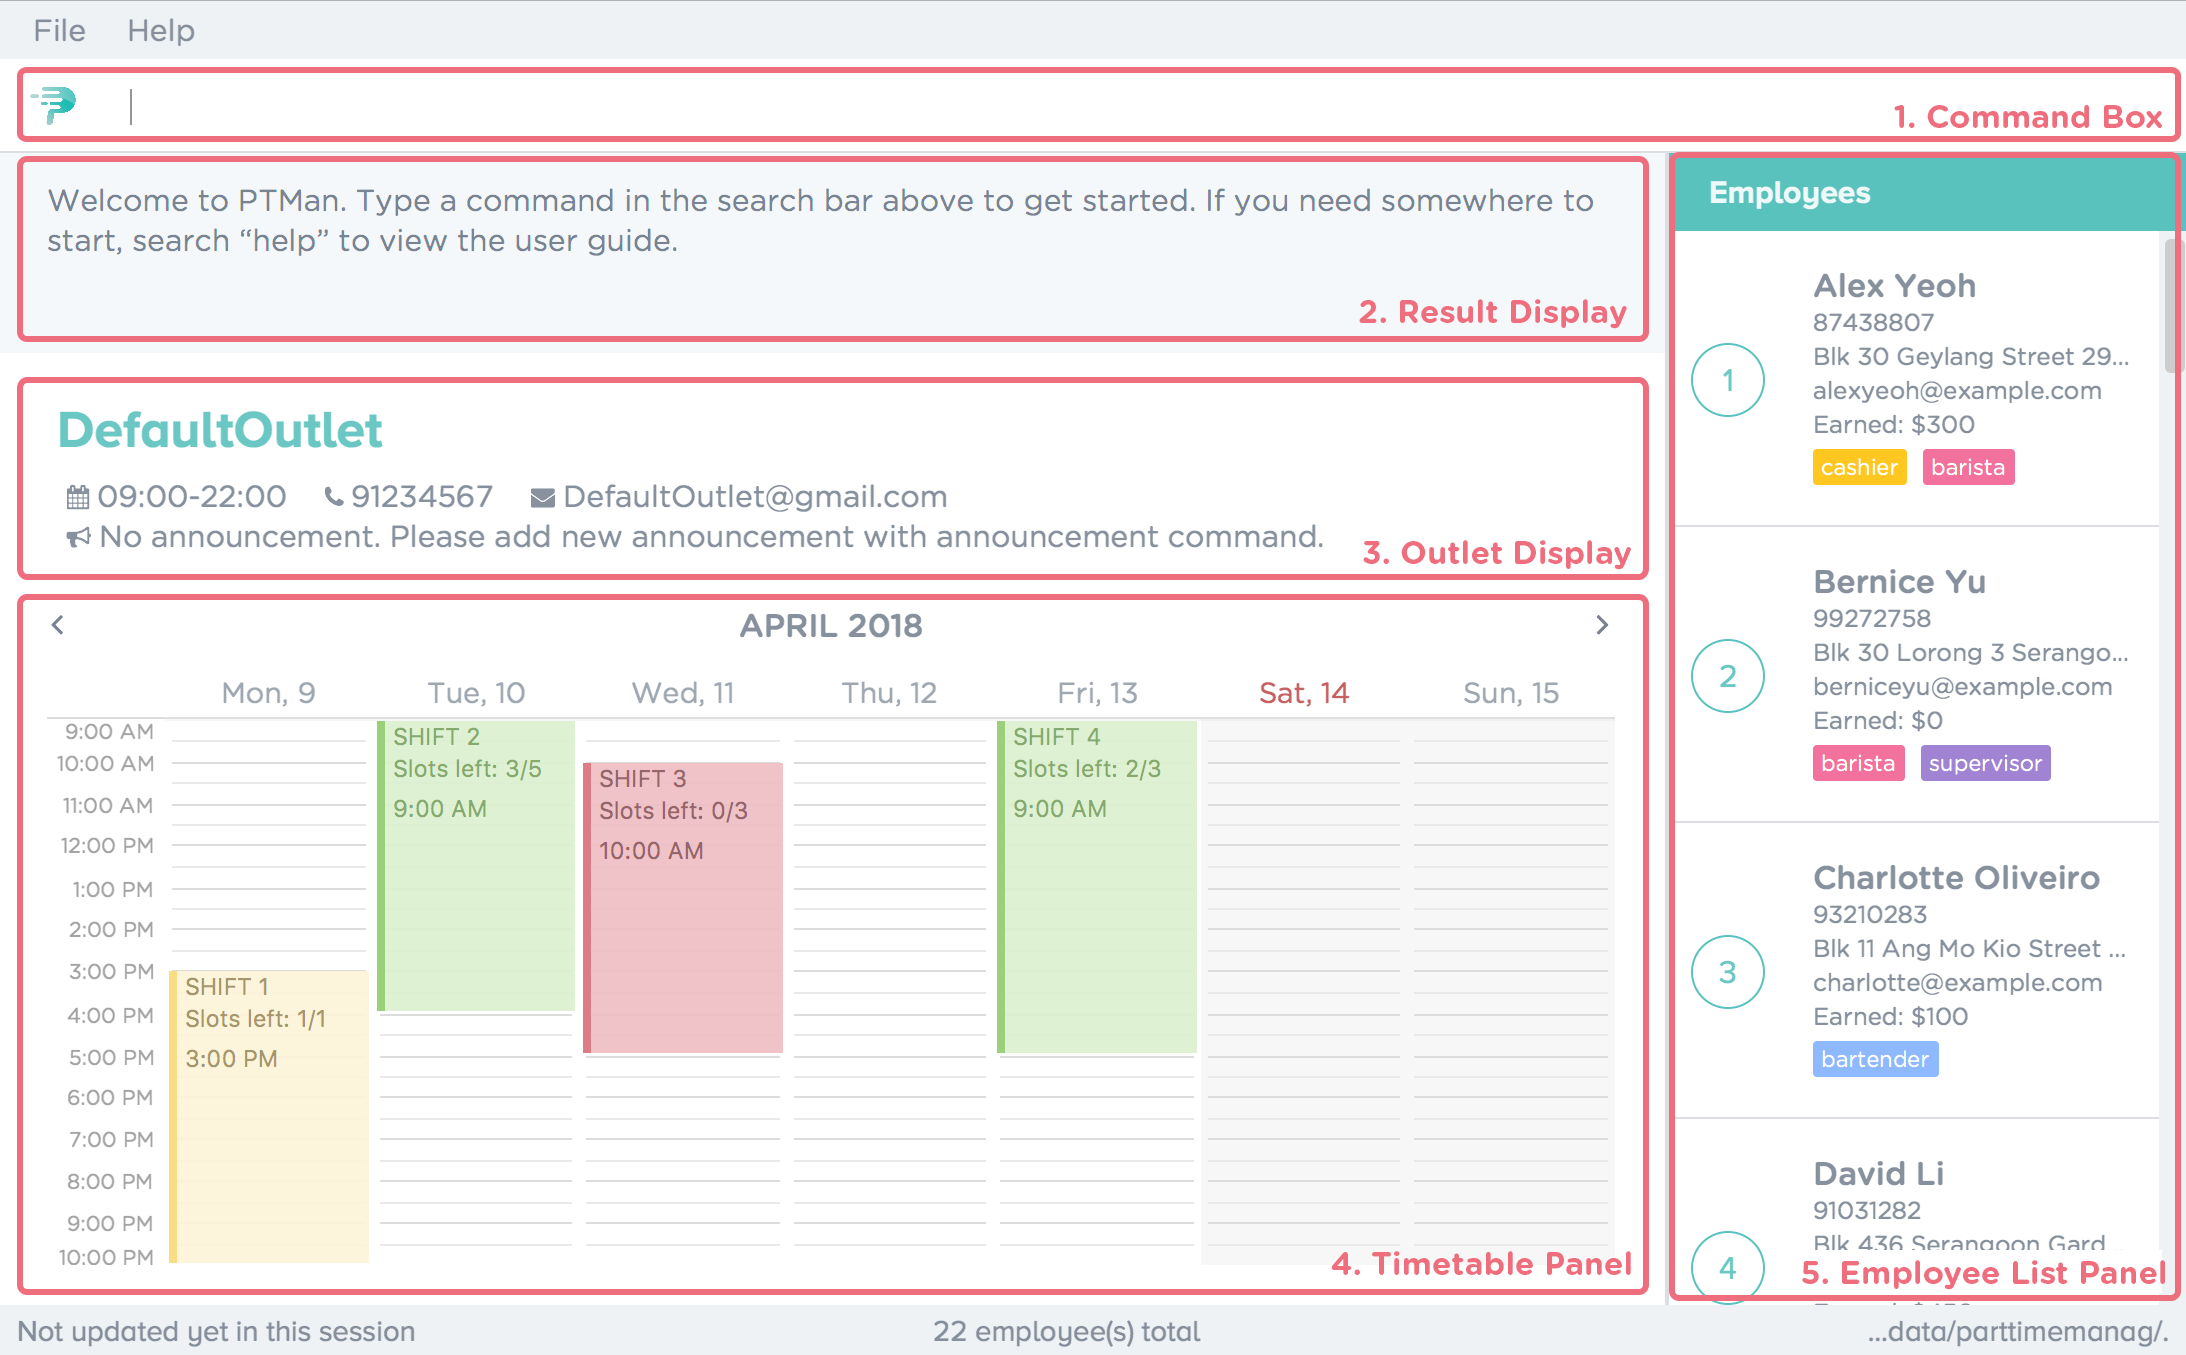 File Help
1. Command Box
Welcome to PTMan. Type a command in the search bar above to get started. If you need somewhere to
start, search “help” to view the user guide.
2. Result Display
DefaultOutlet
09:00-22:00 91234567 DefaultOutlet@gmail.com
No announcement. Please add new announcement with announcement command.
3. Outlet Display
APRIL 2018
Mon, 9 Tue, 10 Wed, 11 Thu, 12 Fri, 13 Sat, 14 Sun, 15
9:00 AM
10:00 AM
11:00 AM
12:00 PM
1:00 PM
2:00 PM
3:00 PM
4:00 PM
5:00 PM
6:00 PM
7:00 PM
8:00 PM
9:00 PM
10:00 PM
SHIFT 1
Slots left: 1/1
3:00 PM
SHIFT 2
Slots left: 3/5
9:00 AM
SHIFT 3
Slots left: 0/3
10:00 AM
SHIFT 4
Slots left: 2/3
9:00 AM
4. Timetable Panel
Employees
1
Alex Yeoh
87438807
Blk 30 Geylang Street 29...
alexyeoh@example.com
Earned: $300
cashier barista
2
Bernice Yu
99272758
Blk 30 Lorong 3 Serango...
berniceyu@example.com
Earned: $0
barista supervisor
3
Charlotte Oliveiro
93210283
Blk 11 Ang Mo Kio Street ...
charlotte@example.com
Earned: $100
bartender
4
David Li
91031282
Blk 436 Serangoon Gard...
5. Employee List Panel
Not updated yet in this session
22 employee(s) total
...data/parttimemanag/.